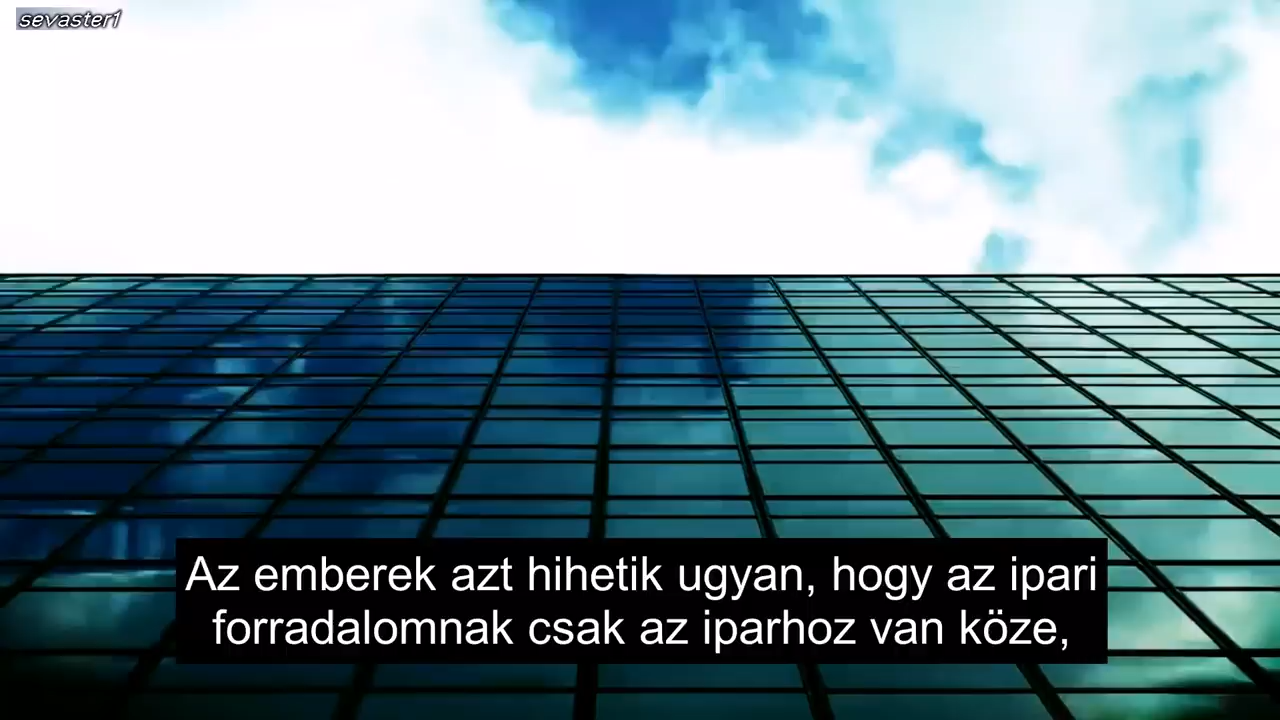 sevaster1
Az emberek azt hihetik ugyan, hogy az ipari
forradalomnak csak az iparhoz van köze,